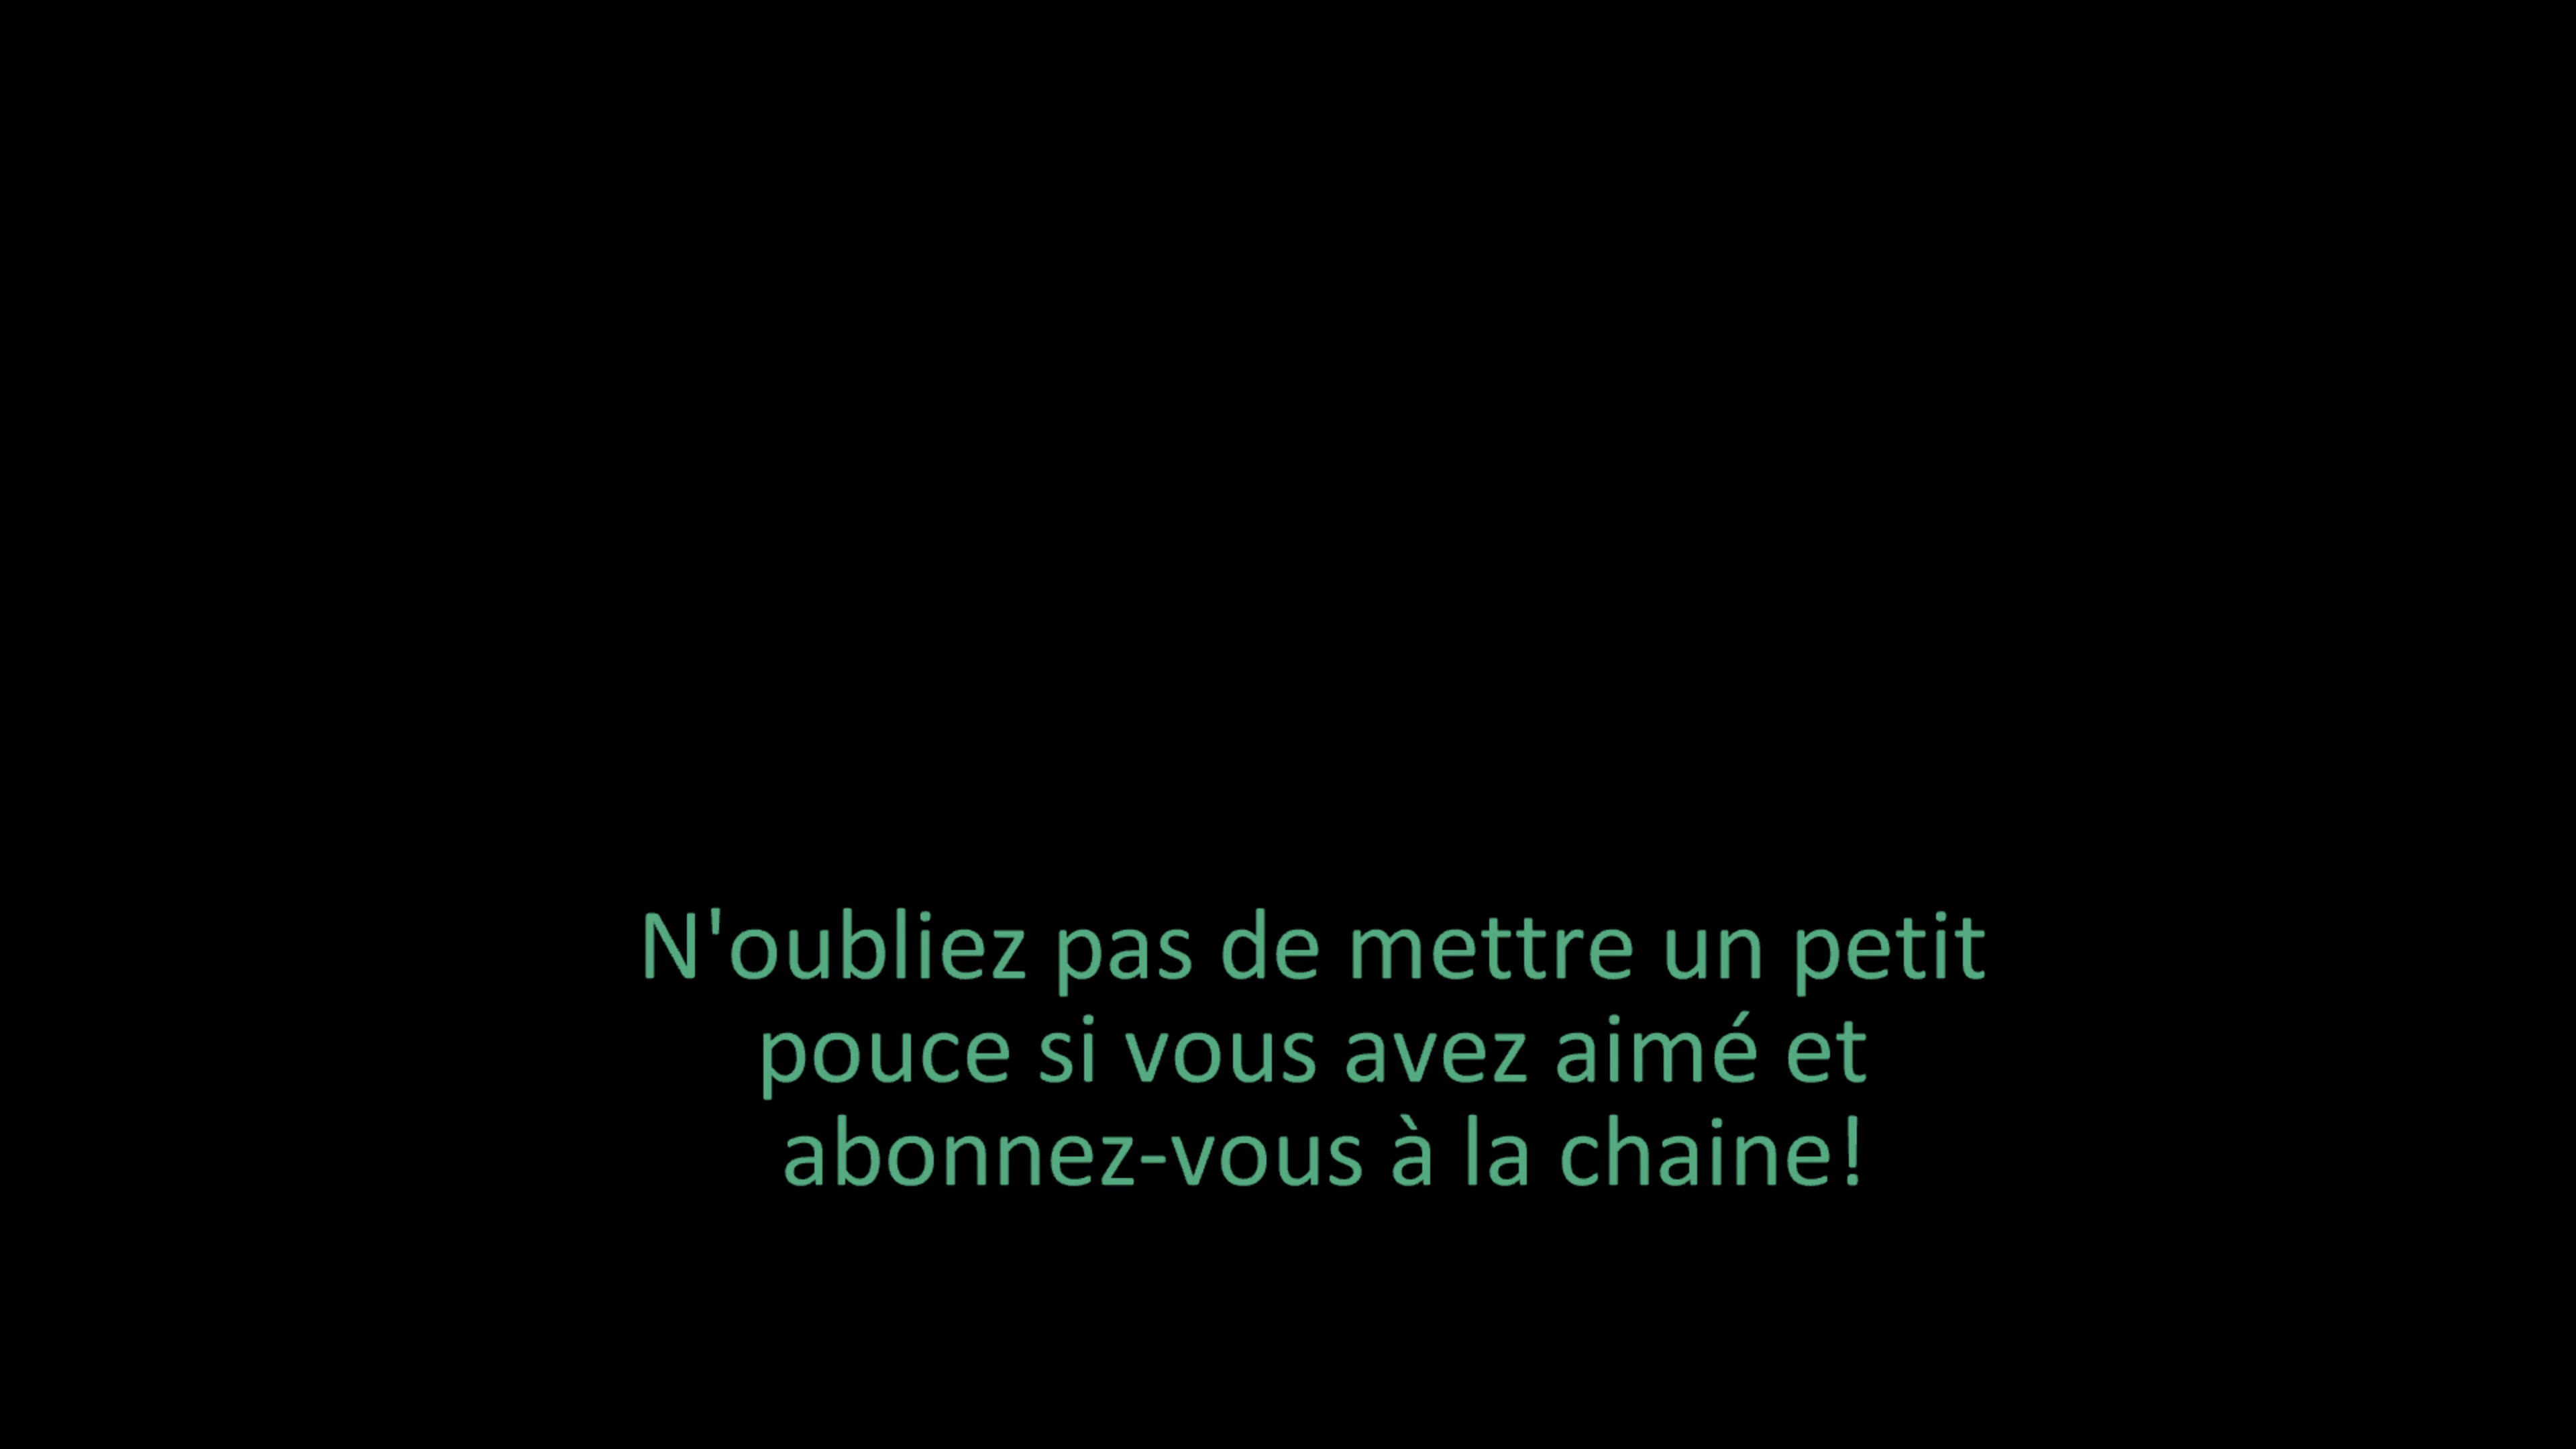 N'oubliez pas de mettre un petit
pouce si vous avez aimé et
abonnez-vous à la chaine!